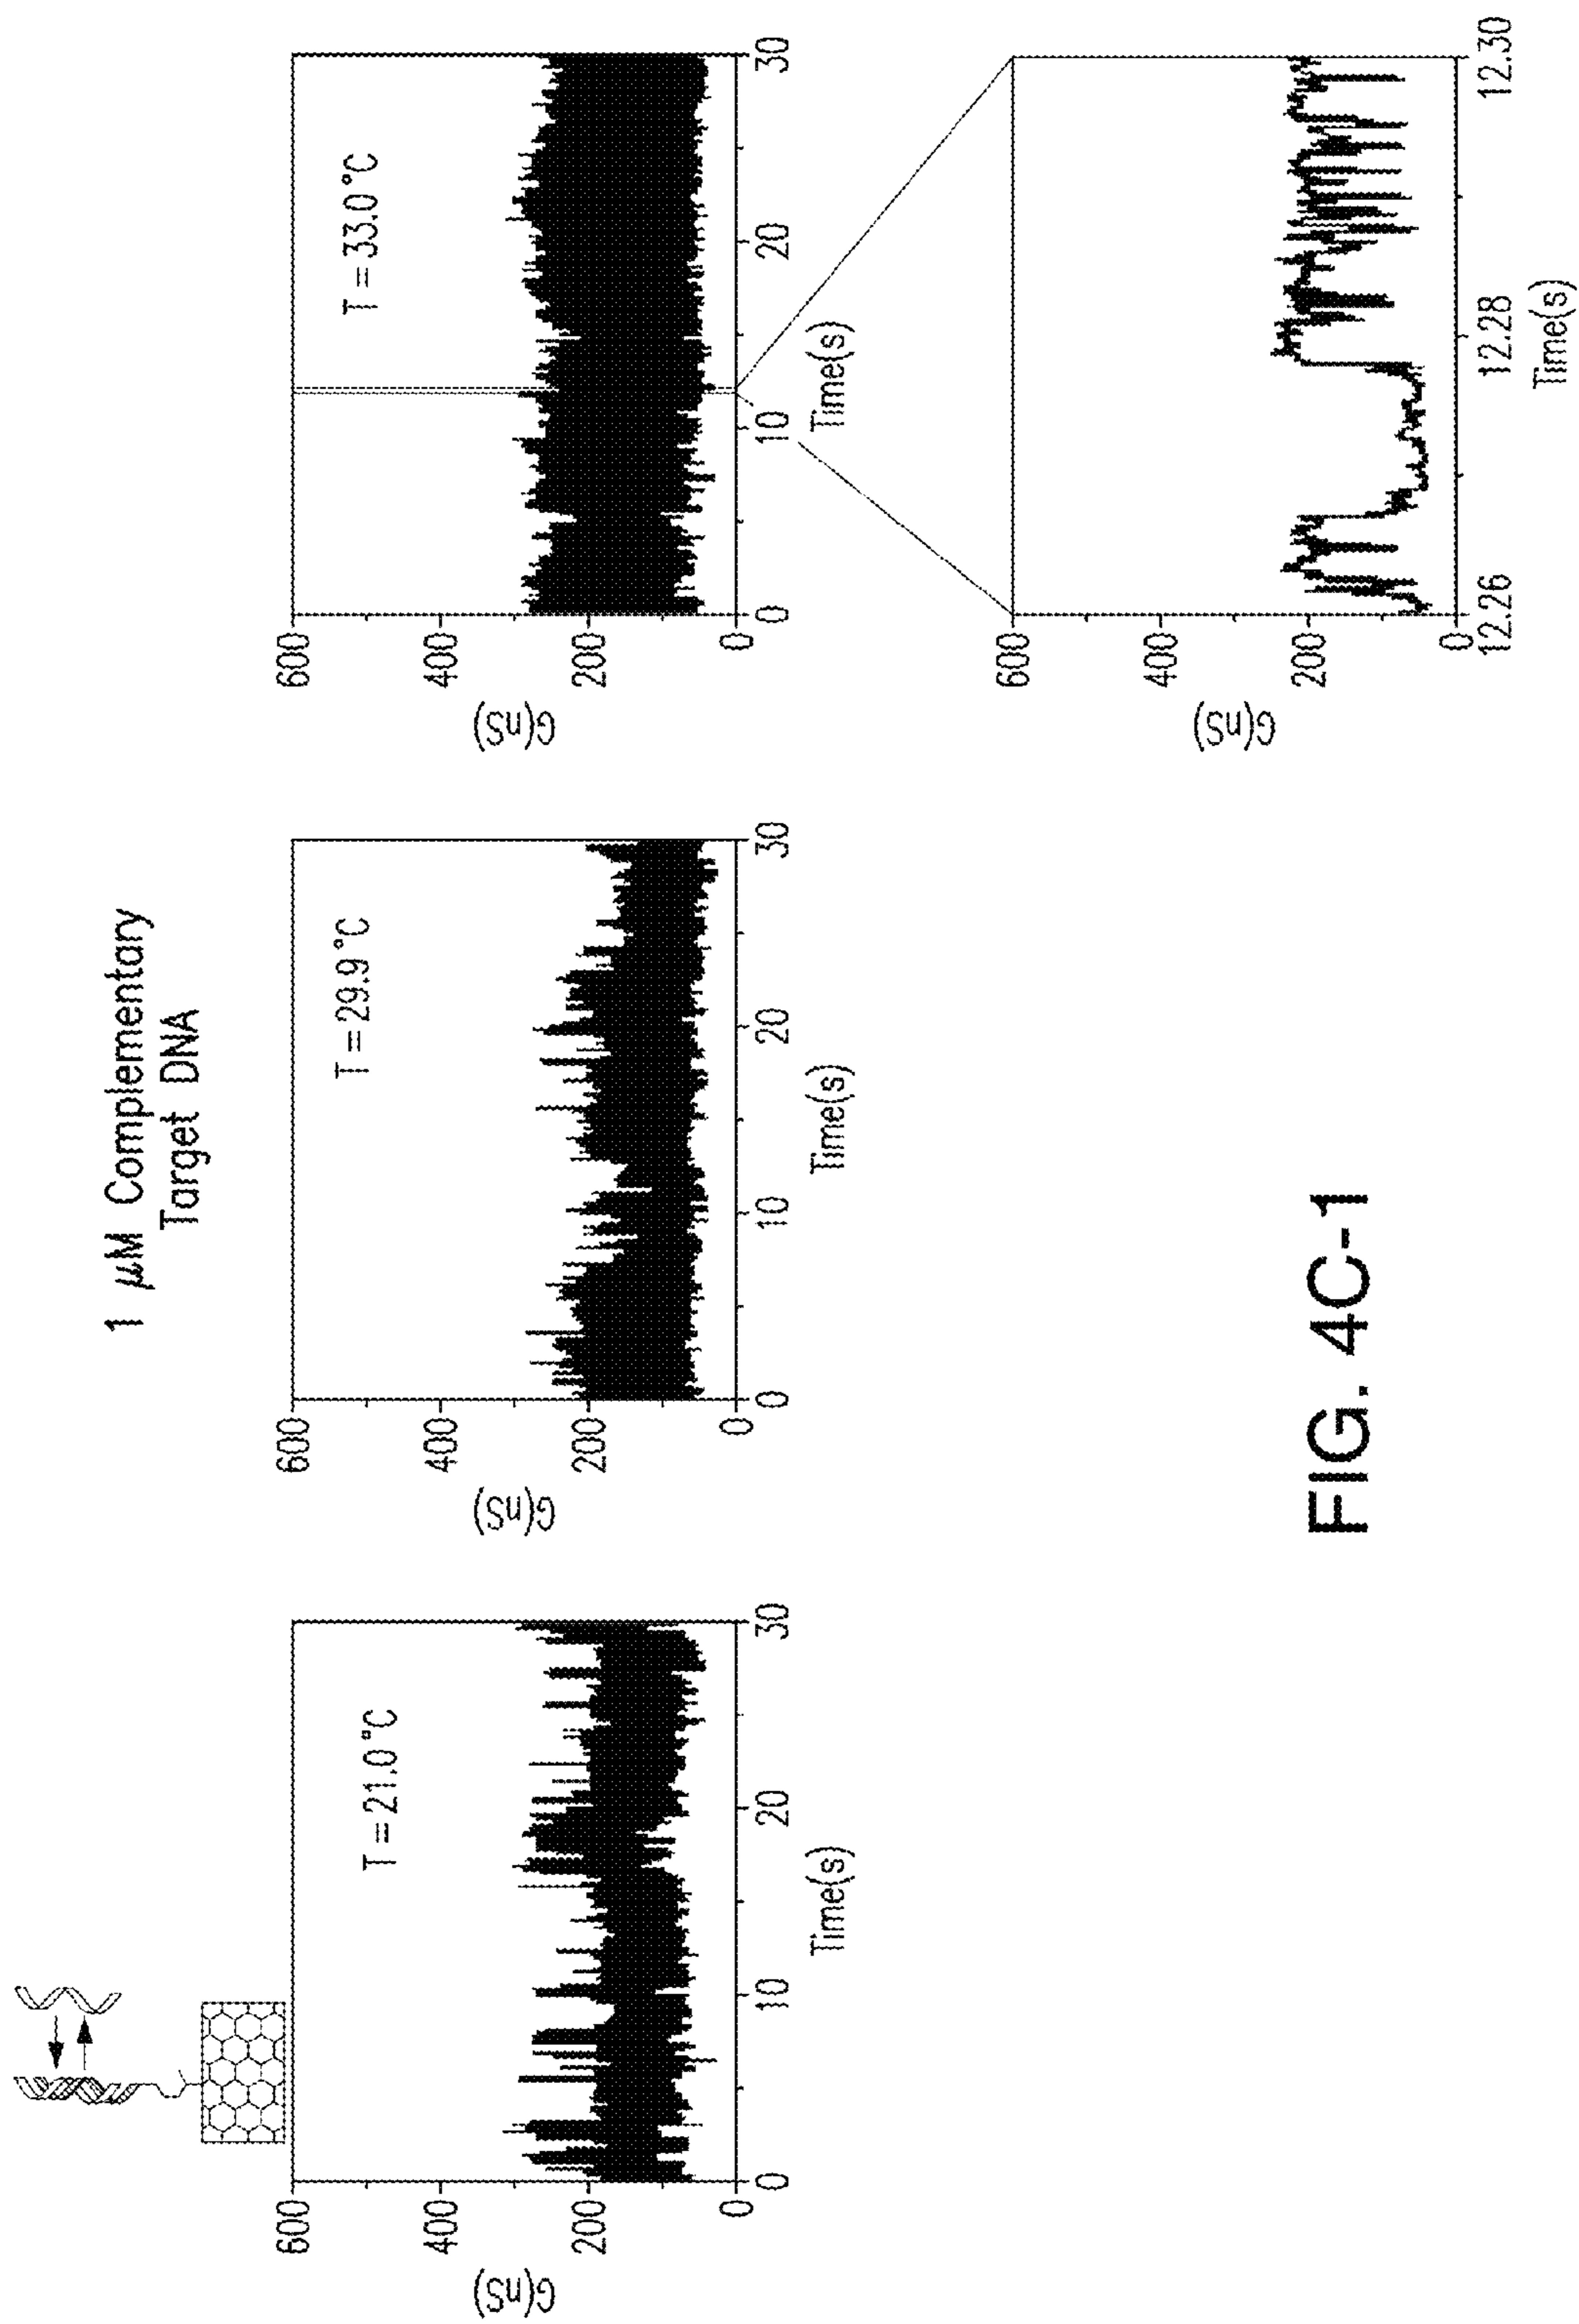 1 μM Complementary
Target DNA
T = 21.0 °C
600
400
200
0
G(nS)
0
10
20
30
Time(s)
T = 29.9 °C
600
400
200
0
G(nS)
0
10
20
30
Time(s)
T = 33.0 °C
600
400
200
0
G(nS)
0
10
20
30
Time(s)
600
400
200
0
G(nS)
12.26
12.28
12.30
Time(s)
FIG. 4C-1